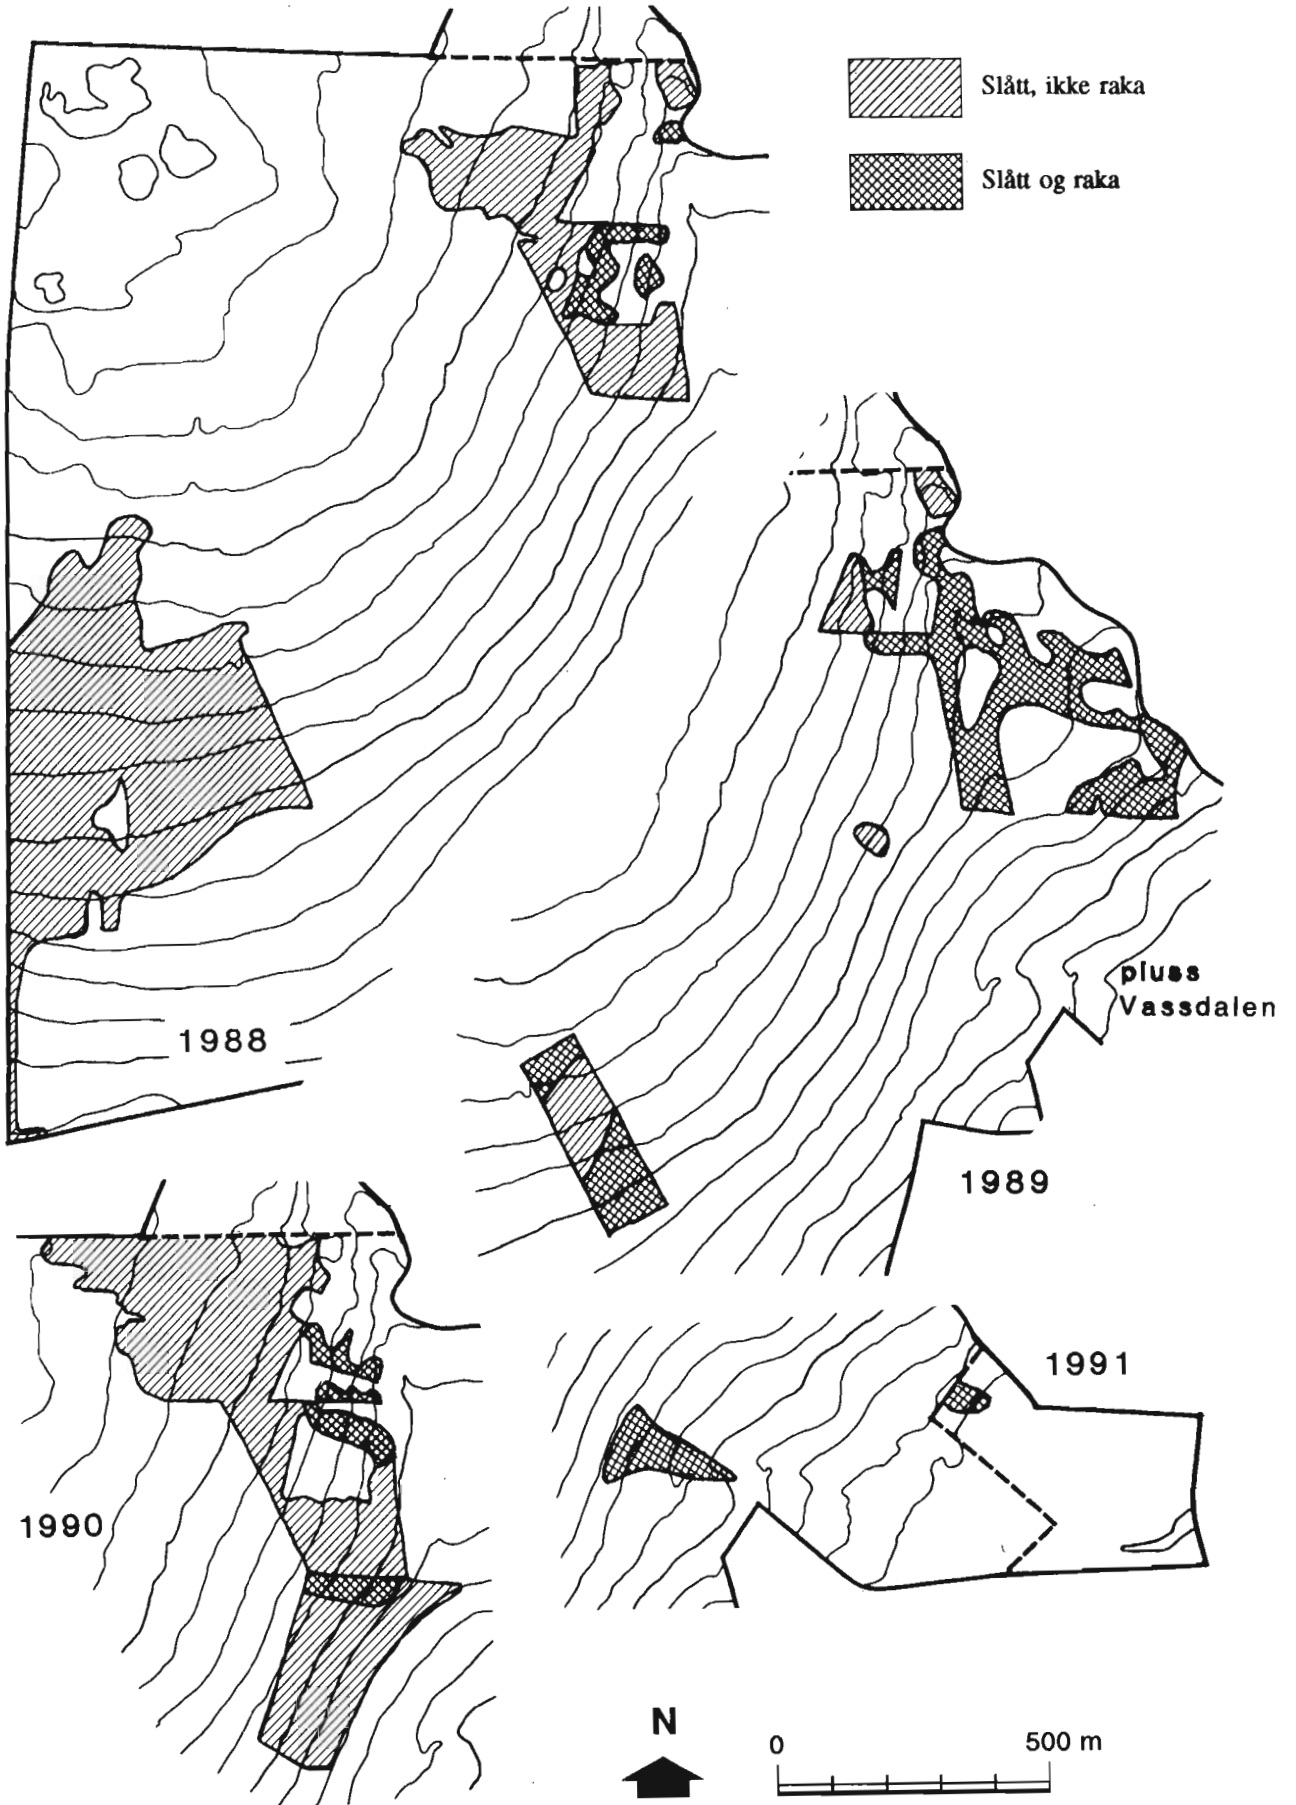 Slått, ikke raka
Slått og raka
pluss
Vassdalen
1988
1989
1991
1990
N
0
500 m